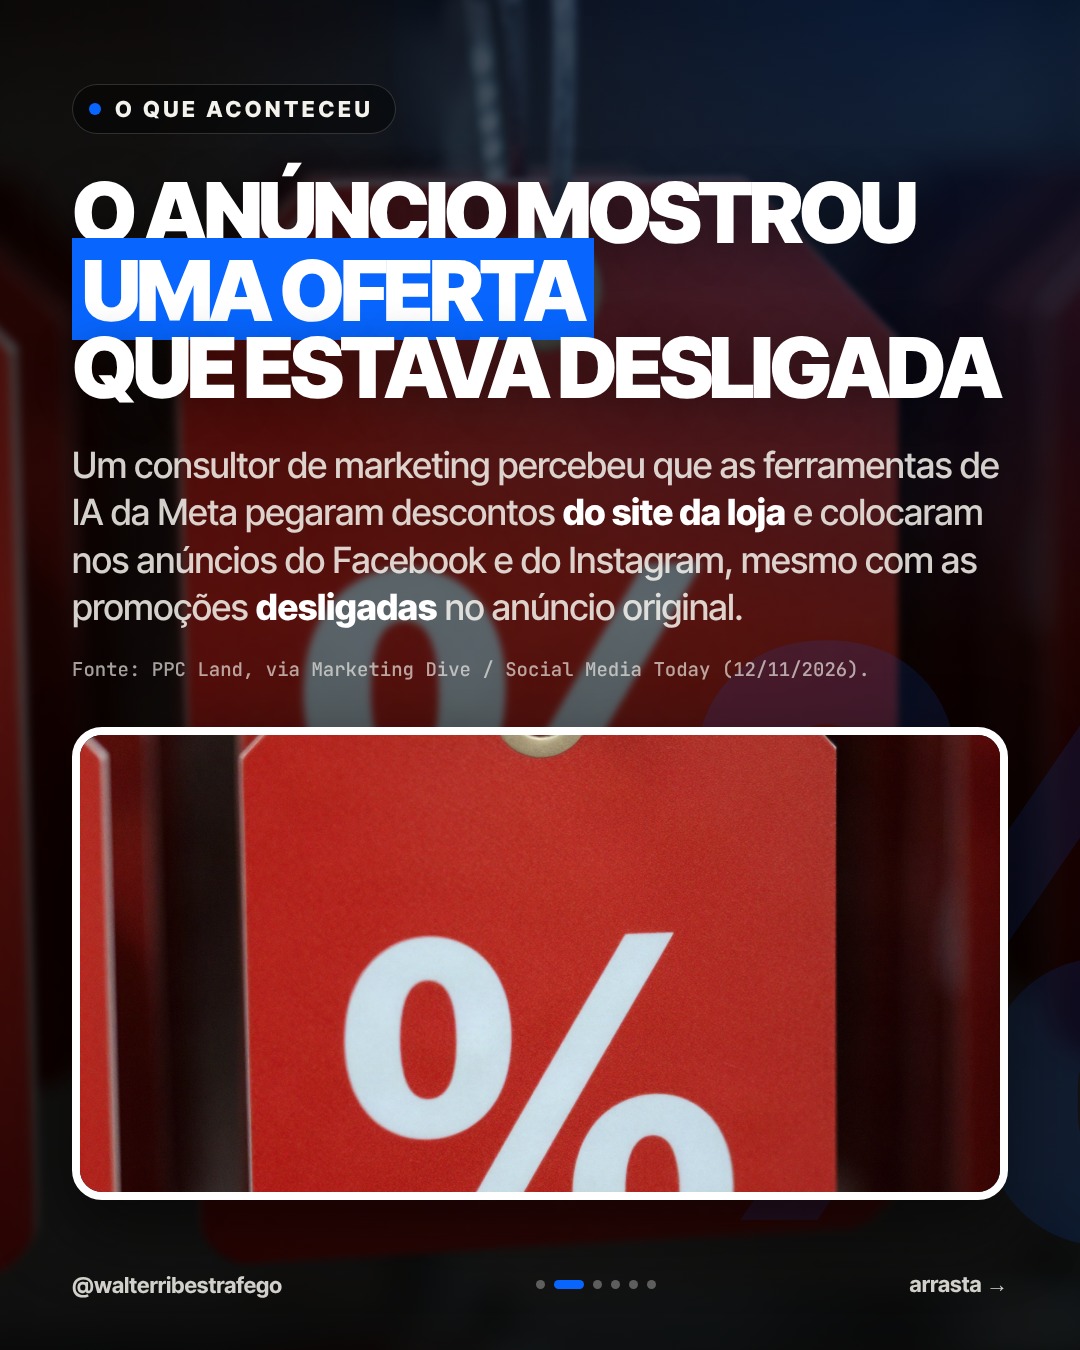 O QUE ACONTECEU
O ANÚNCIO MOSTROU
UMA OFERTA
QUE ESTAVA DESLIGADA
Um consultor de marketing percebeu que as ferramentas de
IA da Meta pegaram descontos do site da loja e colocaram
nos anúncios do Facebook e do Instagram, mesmo com as
promoções desligadas no anúncio original.
Fonte: PPC Land, via Marketing Dive / Social Media Today (12/11/2026).
%
@walterribestrafego
arrasta →